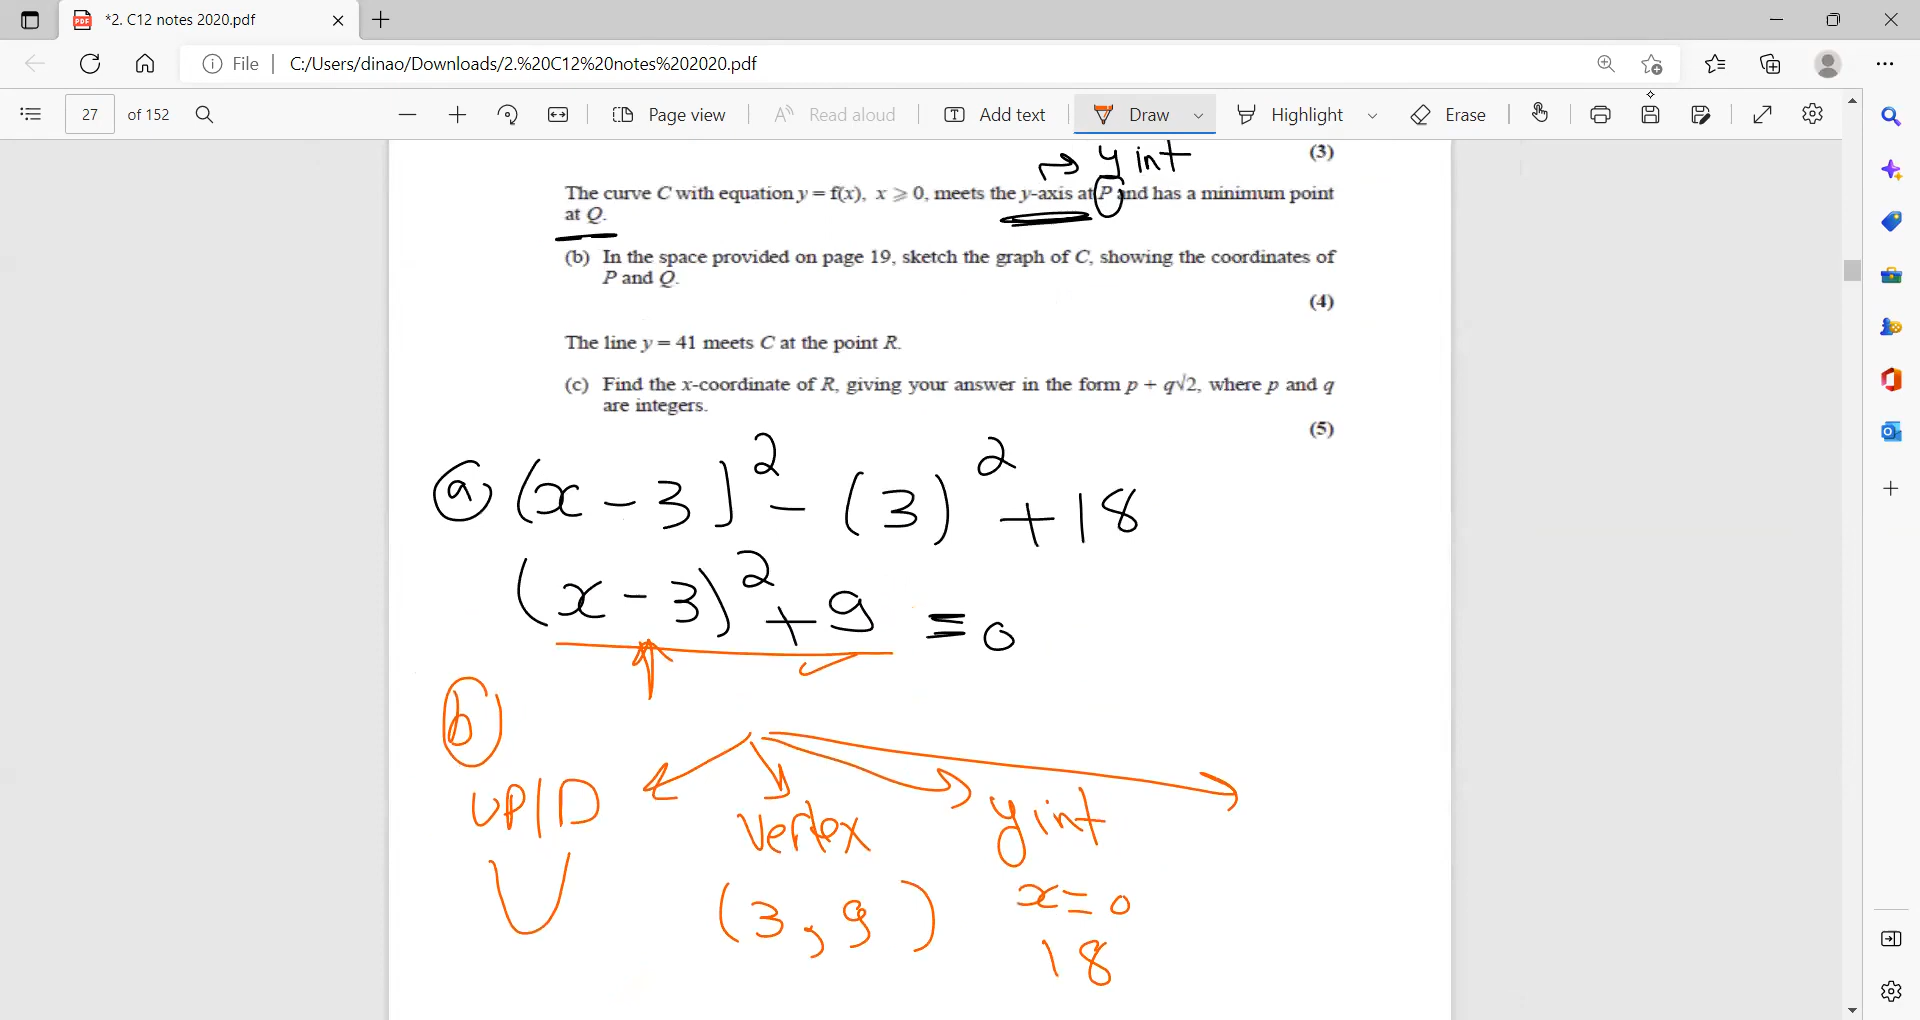 *2. C12 notes 2020.pdf
File | C:/Users/dinao/Downloads/2.%20C12%20notes%202020.pdf
27 of 152 Page view Read aloud Add text Draw Highlight Erase
y int
(3)
The curve C with equation y = f(x), x ⩾ 0, meets the y-axis at P and has a minimum point
at Q.
(b) In the space provided on page 19, sketch the graph of C, showing the coordinates of
P and Q.
(4)
The line y = 41 meets C at the point R.
(c) Find the x-coordinate of R, giving your answer in the form p + q√2, where p and q
are integers.
(5)
(a) (x - 3)² - (3)² + 18
(x - 3)² + 9 = 0
(b)
UP/D vertex y int
(3, 9) x = 0
18